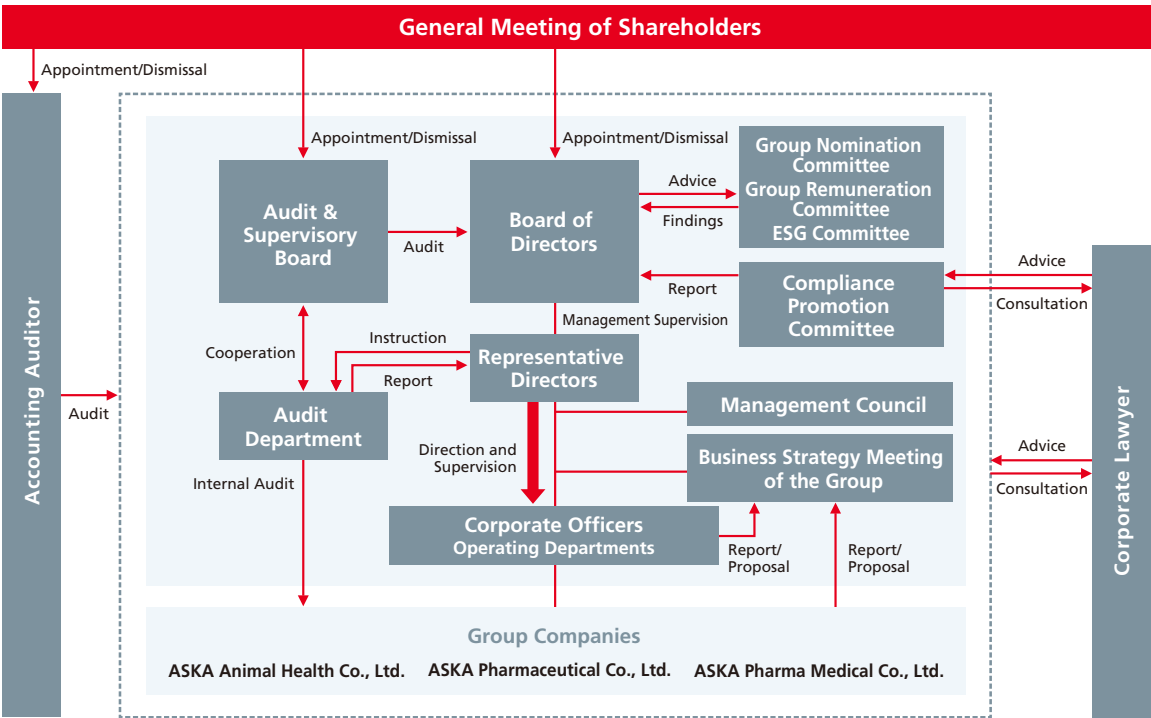 General Meeting of Shareholders
Appointment/Dismissal
Appointment/Dismissal
Appointment/Dismissal
Accounting Auditor
Audit
Audit &
Supervisory
Board
Audit
Board of
Directors
Advice
Findings
Group Nomination
Committee
Group Remuneration
Committee
ESG Committee
Report
Compliance
Promotion
Committee
Advice
Consultation
Corporate Lawyer
Management Supervision
Cooperation
Instruction
Report
Representative
Directors
Audit
Department
Management Council
Direction and
Supervision
Business Strategy Meeting
of the Group
Advice
Consultation
Internal Audit
Corporate Officers
Operating Departments
Report/
Proposal
Report/
Proposal
Group Companies
ASKA Animal Health Co., Ltd.
ASKA Pharmaceutical Co., Ltd.
ASKA Pharma Medical Co., Ltd.